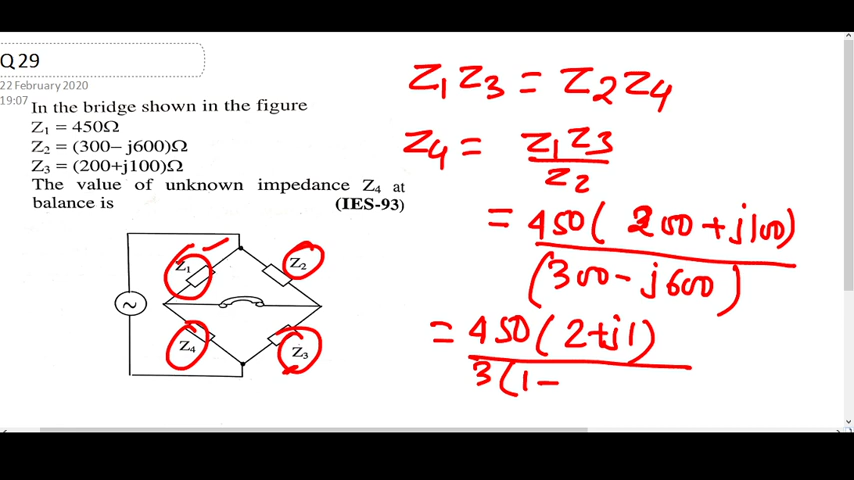 Q 29
22 February 2020
19:07
In the bridge shown in the figure
Z₁ = 450Ω
Z₂ = (300– j600)Ω
Z₃ = (200+j100)Ω
The value of unknown impedance Z₄ at
balance is (IES-93)
Z₁
Z₂
Z₄
Z₃
~
Z₁Z₃ = Z₂Z₄
Z₄ = Z₁Z₃
Z₂
= 450(200+j100)
(300-j600)
= 450(2+j1)
3(1-